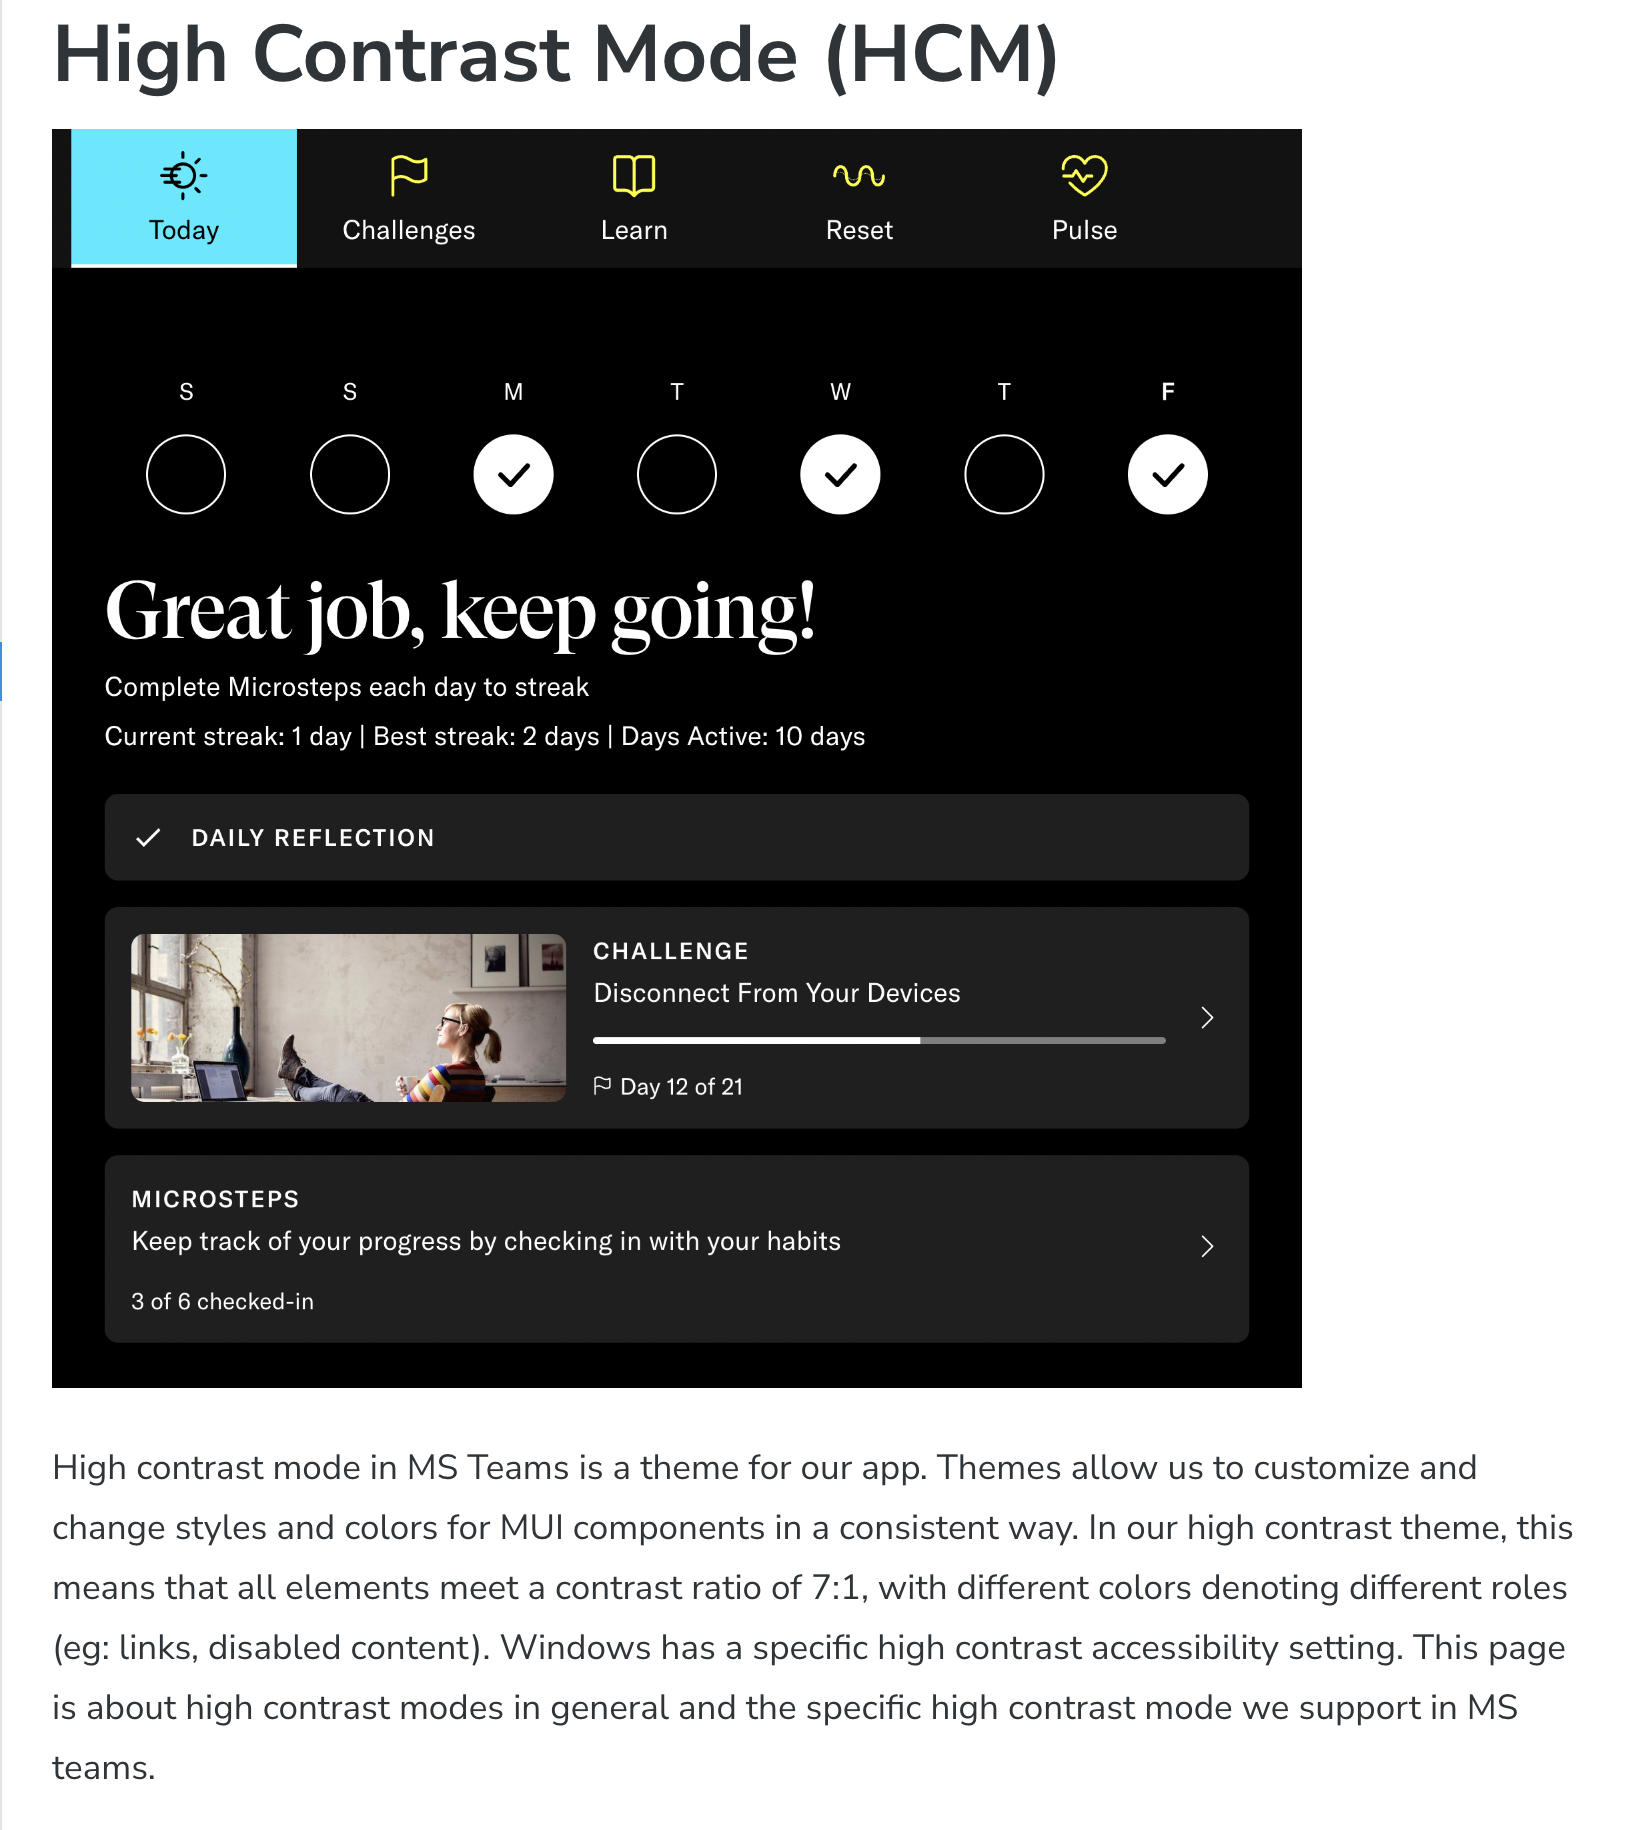 High Contrast Mode (HCM)
Today
Challenges
Learn
Reset
Pulse
S S M T W T F
Great job, keep going!
Complete Microsteps each day to streak
Current streak: 1 day | Best streak: 2 days | Days Active: 10 days
DAILY REFLECTION
CHALLENGE
Disconnect From Your Devices
Day 12 of 21
MICROSTEPS
Keep track of your progress by checking in with your habits
3 of 6 checked-in
High contrast mode in MS Teams is a theme for our app. Themes allow us to customize and
change styles and colors for MUI components in a consistent way. In our high contrast theme, this
means that all elements meet a contrast ratio of 7:1, with different colors denoting different roles
(eg: links, disabled content). Windows has a specific high contrast accessibility setting. This page
is about high contrast modes in general and the specific high contrast mode we support in MS
teams.